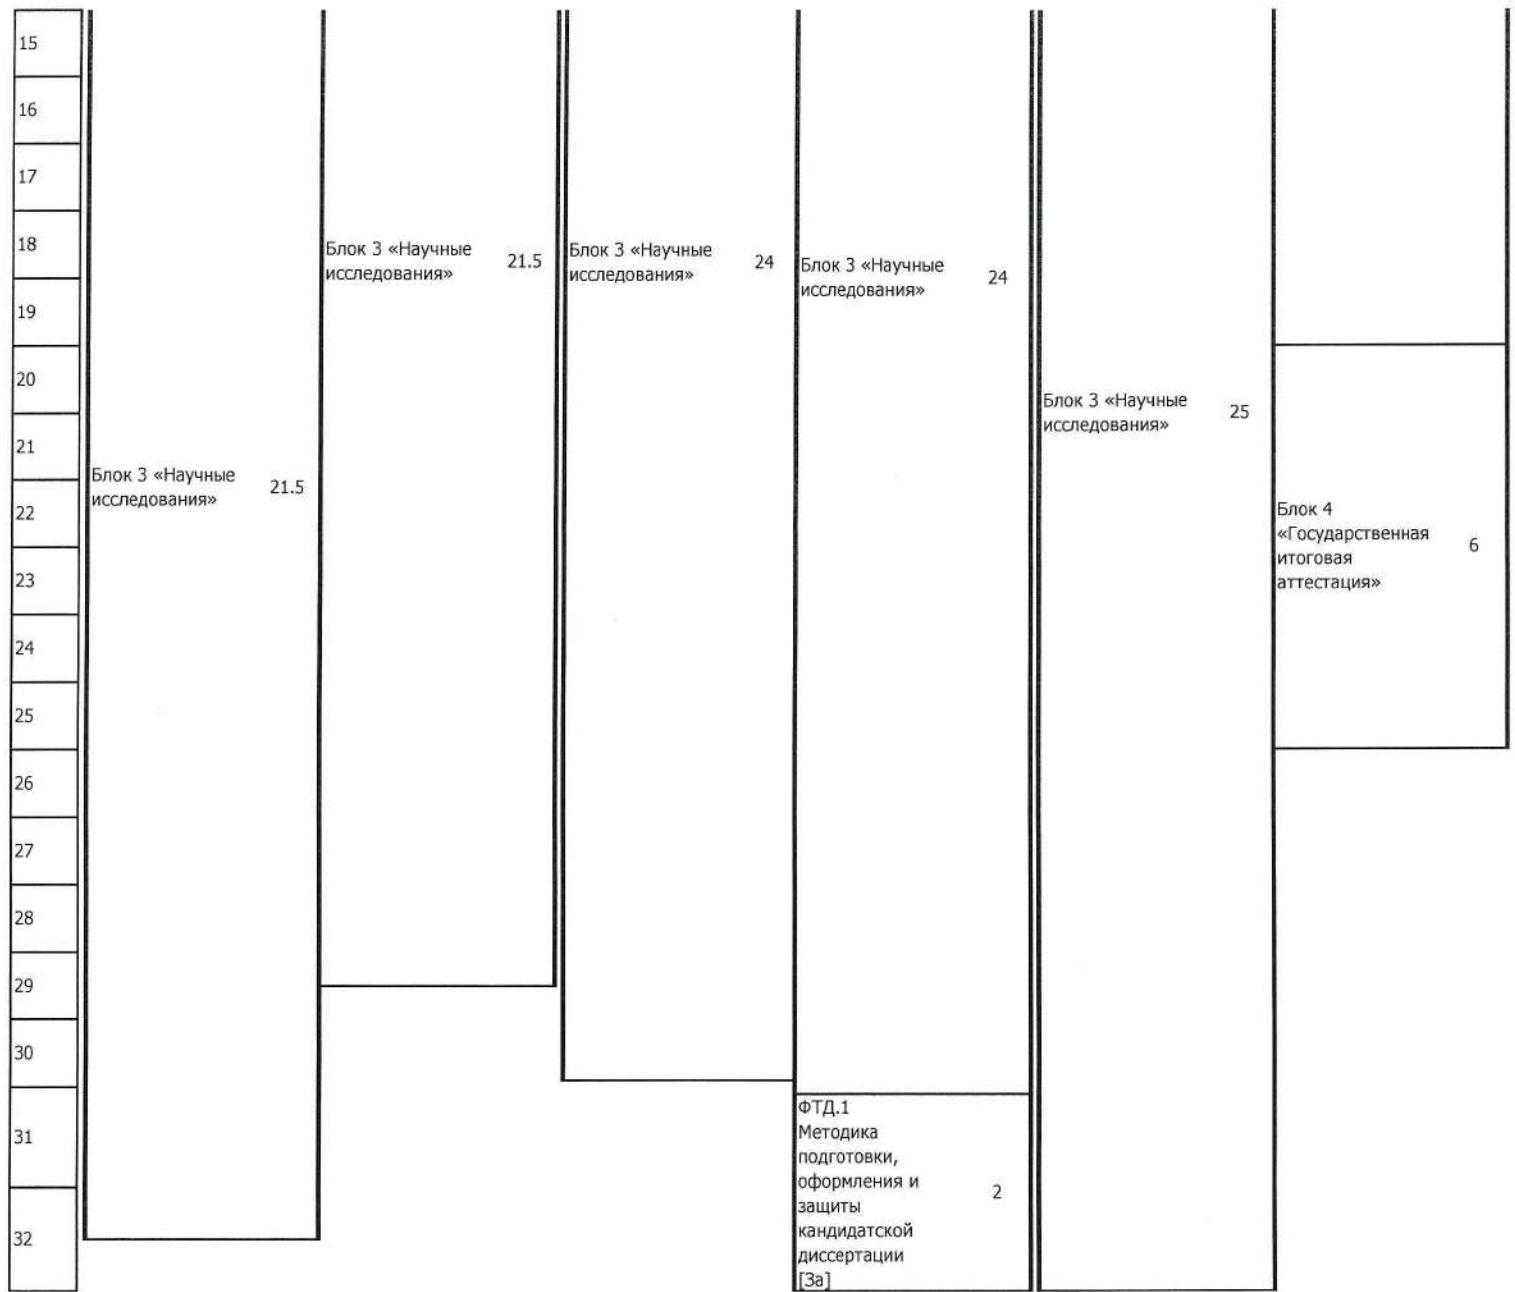 15
16
17
18
19
20
21
22
23
24
25
26
27
28
29
30
31
32
Блок 3 «Научные
исследования»
21.5
Блок 3 «Научные
исследования»
21.5
Блок 3 «Научные
исследования»
24
Блок 3 «Научные
исследования»
24
ФТД.1
Методика
подготовки,
оформления и
защиты
кандидатской
диссертации
[За]
2
Блок 3 «Научные
исследования»
25
Блок 4
«Государственная
итоговая
аттестация»
6